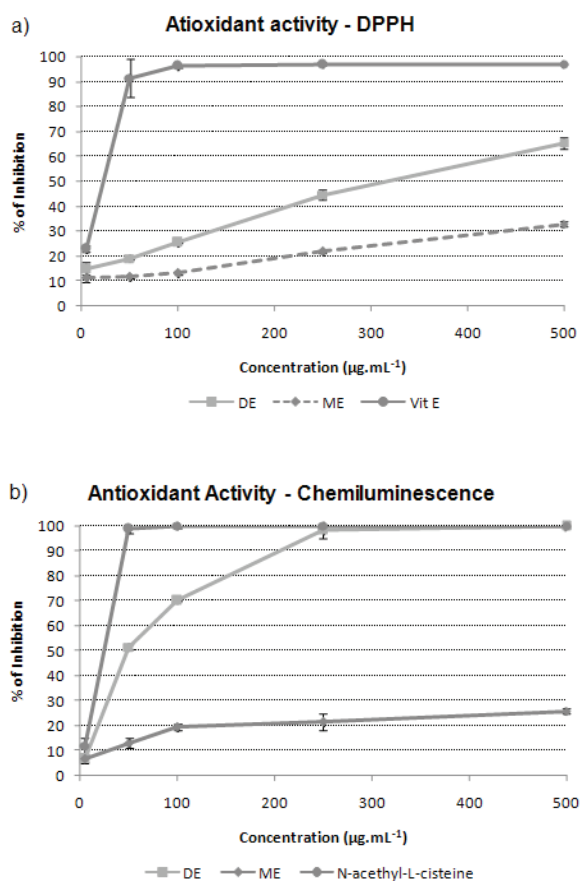 a)
Atioxidant activity - DPPH
% of Inhibition
100
90
80
70
60
50
40
30
20
10
0
0 100 200 300 400 500
Concentration (µg.mL⁻¹)
DE ME Vit E
b)
Antioxidant Activity - Chemiluminescence
% of Inhibition
100
90
80
70
60
50
40
30
20
10
0
0 100 200 300 400 500
Concentration (µg.mL⁻¹)
DE ME N-acethyl-L-cisteine